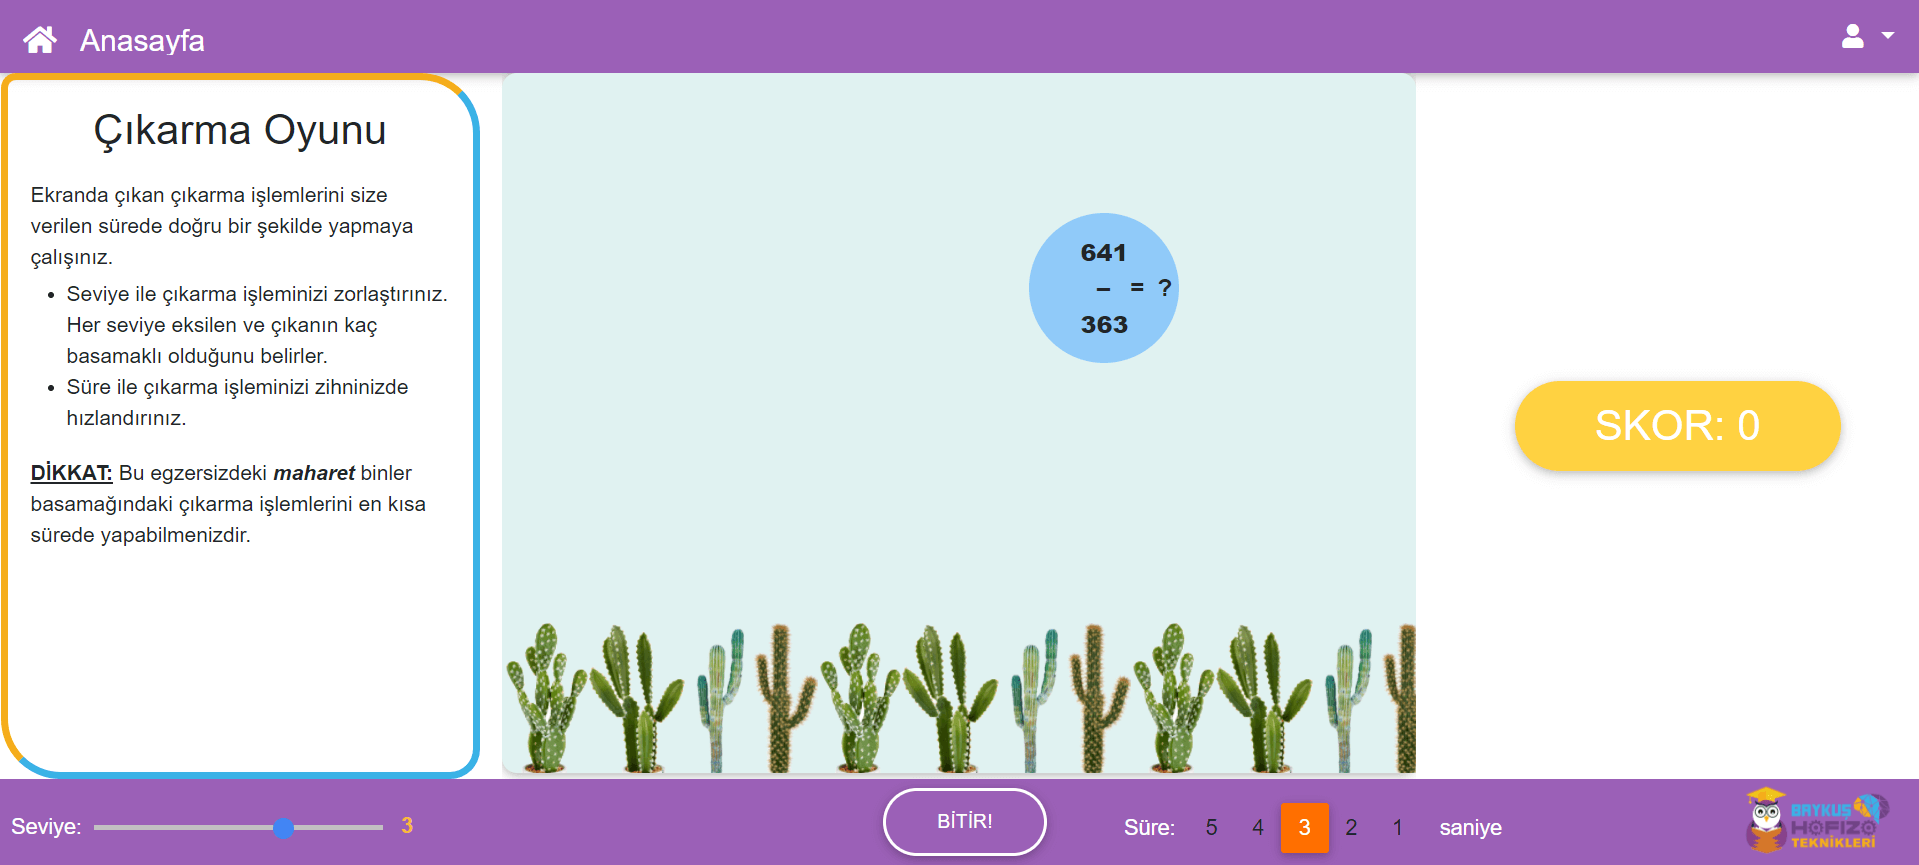 Anasayfa
Çıkarma Oyunu
Ekranda çıkan çıkarma işlemlerini size
verilen sürede doğru bir şekilde yapmaya
çalışınız.
Seviye ile çıkarma işleminizi zorlaştırınız.
Her seviye eksilen ve çıkanın kaç
basamaklı olduğunu belirler.
Süre ile çıkarma işleminizi zihninizde
hızlandırınız.
DİKKAT: Bu egzersizdeki maharet binler
basamağındaki çıkarma işlemlerini en kısa
sürede yapabilmenizdir.
641
– = ?
363
SKOR: 0
Seviye: 3
BİTİR!
Süre: 5 4 3 2 1 saniye
BAYKUŞ
HAFIZA
TEKNİKLERİ